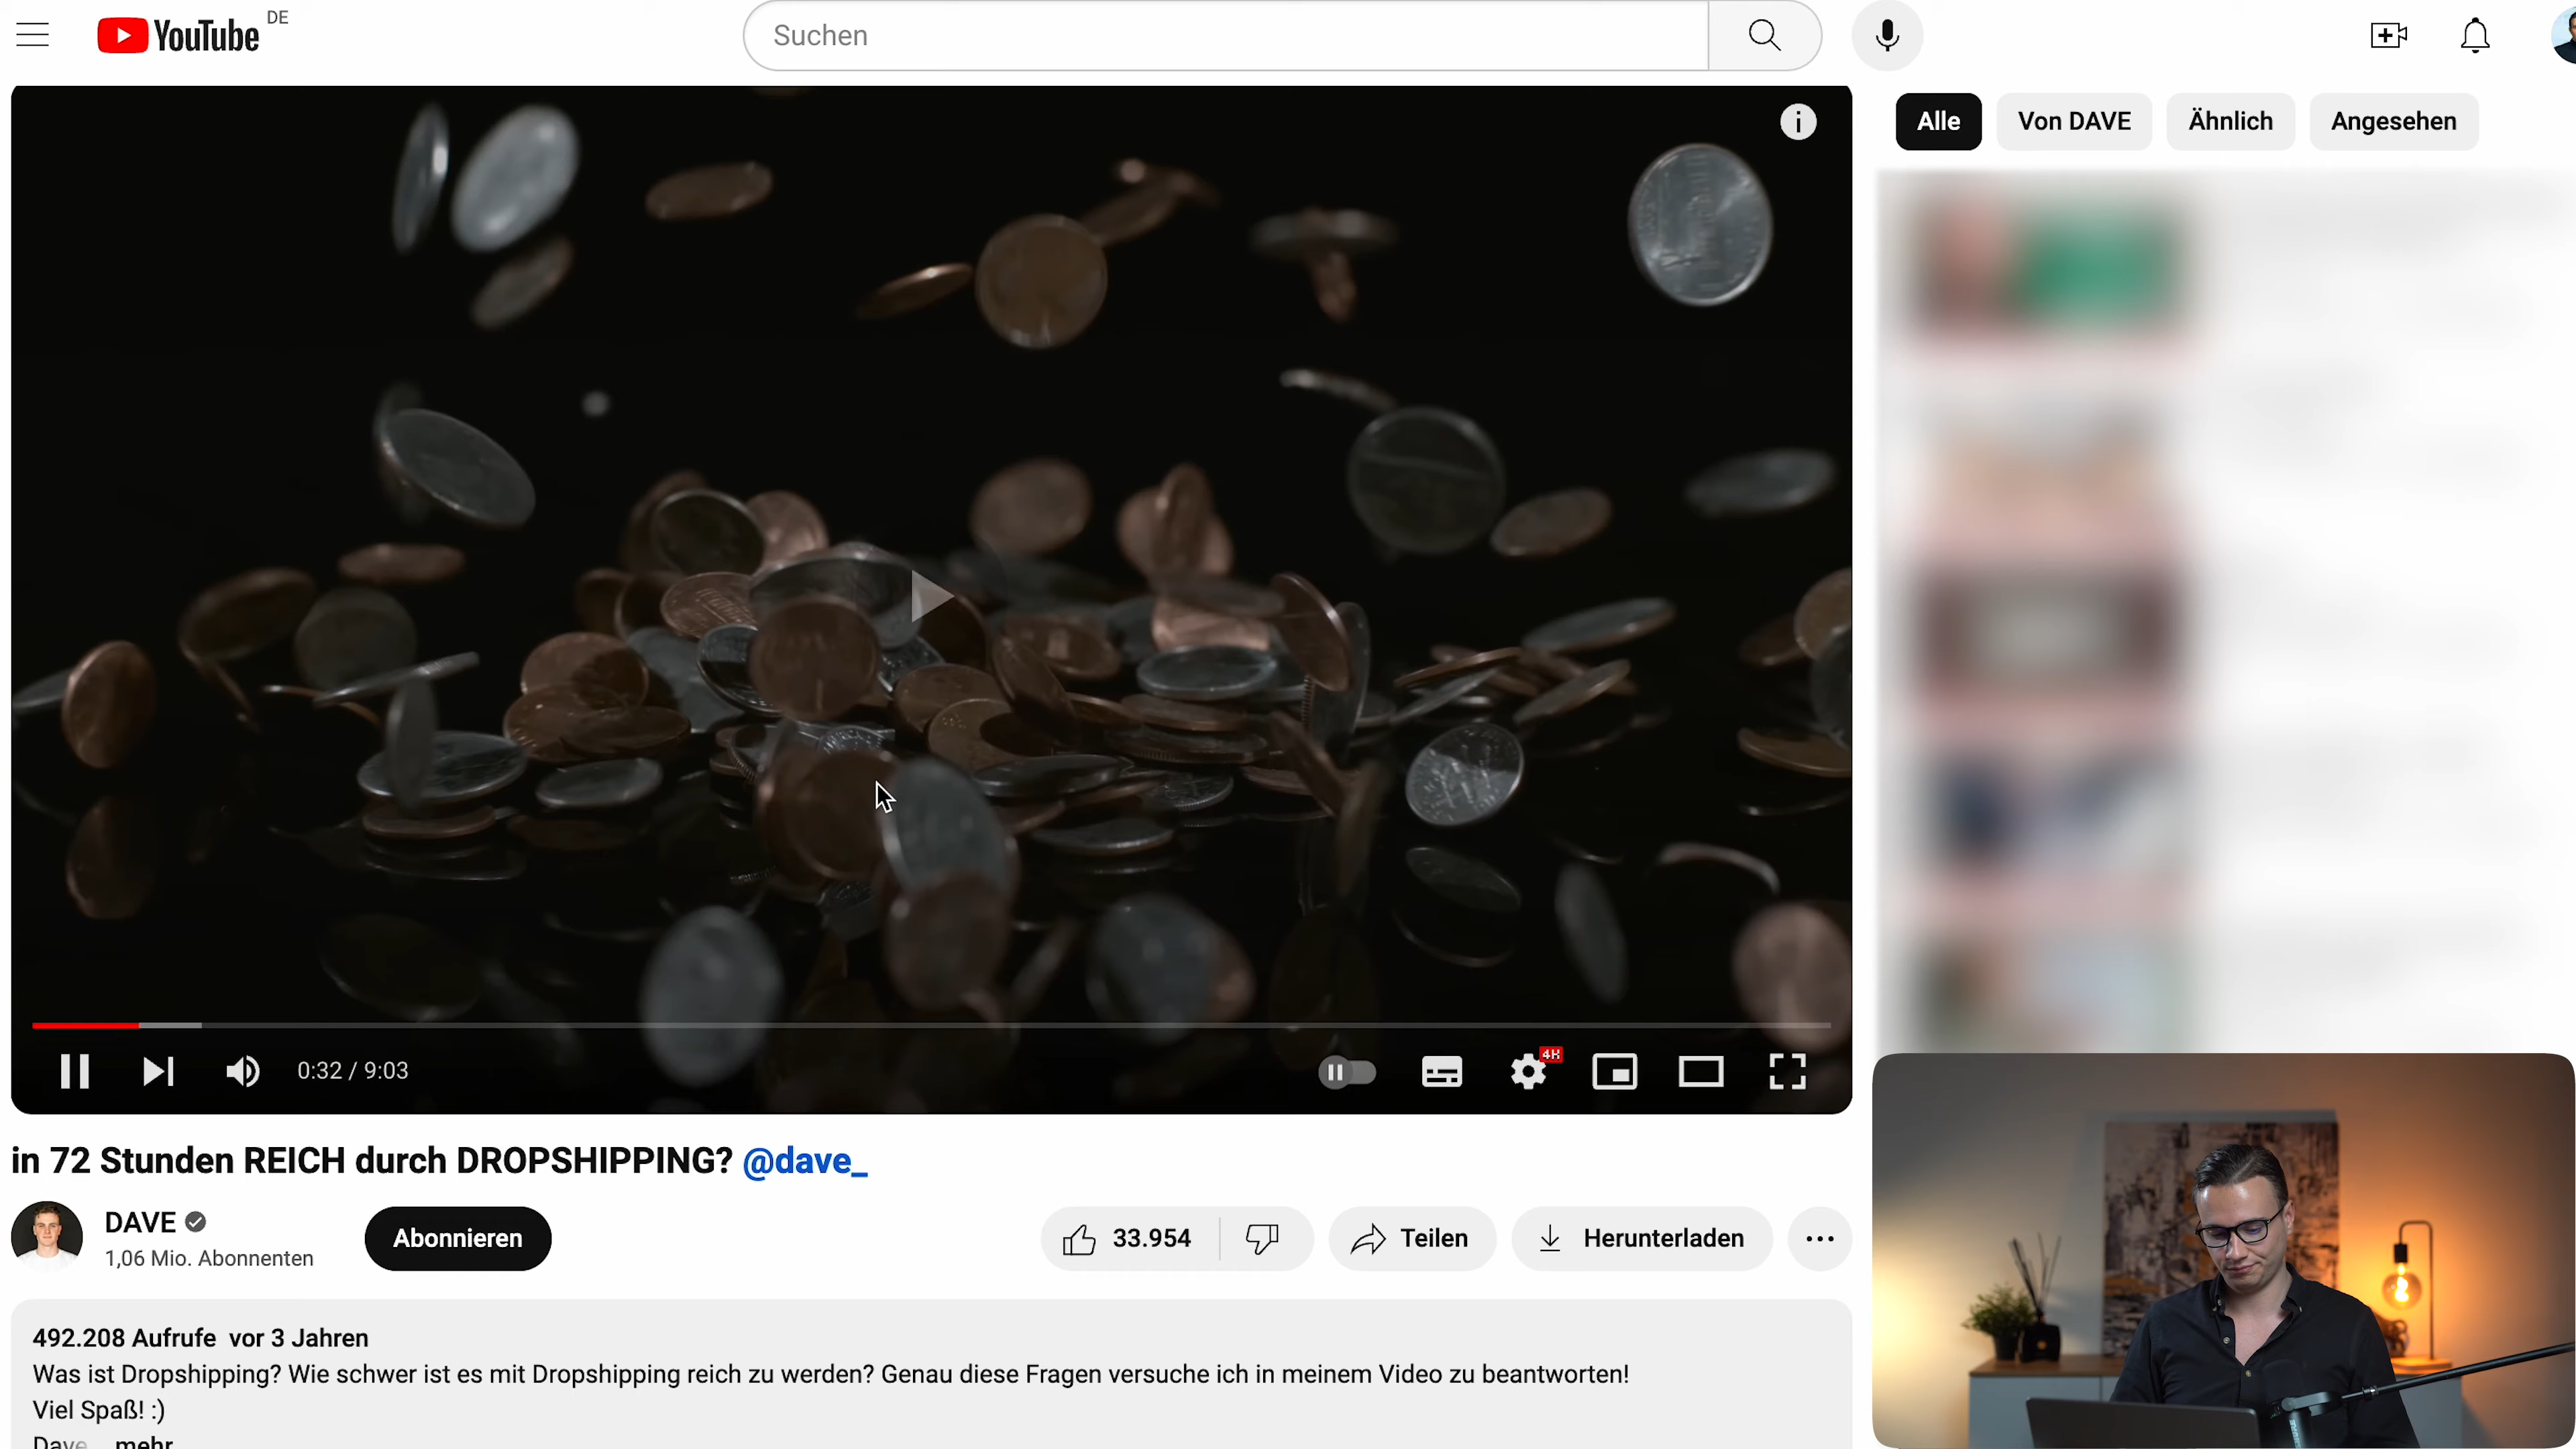 YouTube DE
Suchen
Alle
Von DAVE
Ähnlich
Angesehen
0:32 / 9:03
4K
in 72 Stunden REICH durch DROPSHIPPING? @dave_
DAVE
1,06 Mio. Abonnenten
Abonnieren
33.954
Teilen
Herunterladen
492.208 Aufrufe vor 3 Jahren
Was ist Dropshipping? Wie schwer ist es mit Dropshipping reich zu werden? Genau diese Fragen versuche ich in meinem Video zu beantworten!
Viel Spaß! :)
Dave mehr